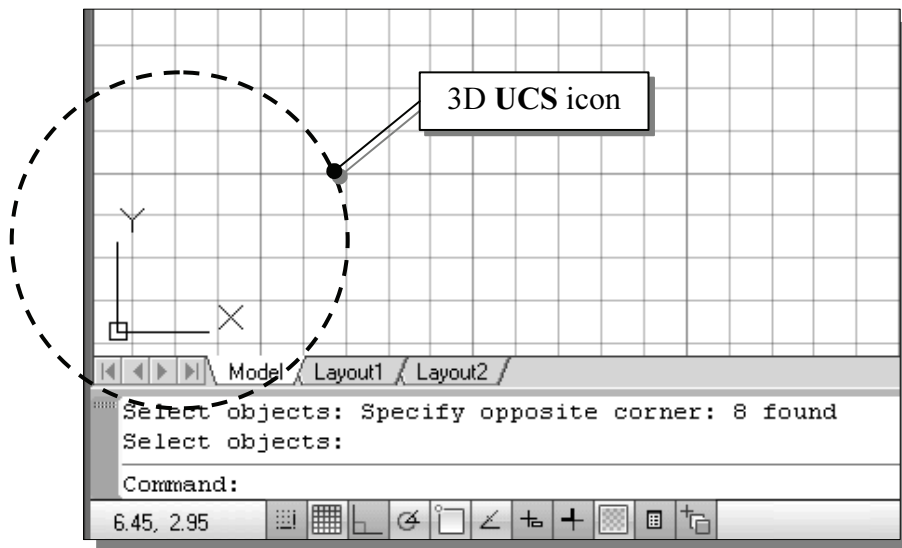 3D UCS icon
Y
X
Model Layout1 Layout2
Select objects: Specify opposite corner: 8 found
Select objects:
Command:
6.45, 2.95